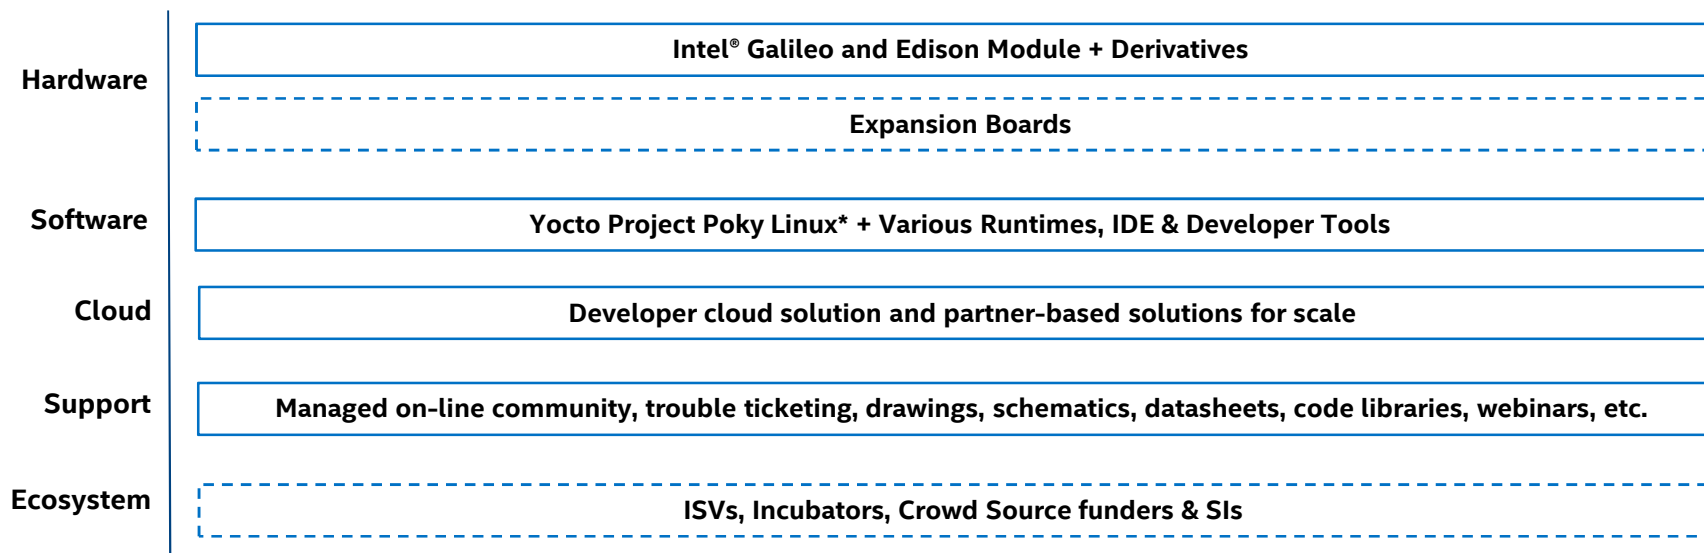 Hardware
Intel® Galileo and Edison Module + Derivatives
Expansion Boards
Software
Yocto Project Poky Linux* + Various Runtimes, IDE & Developer Tools
Cloud
Developer cloud solution and partner-based solutions for scale
Support
Managed on-line community, trouble ticketing, drawings, schematics, datasheets, code libraries, webinars, etc.
Ecosystem
ISVs, Incubators, Crowd Source funders & SIs